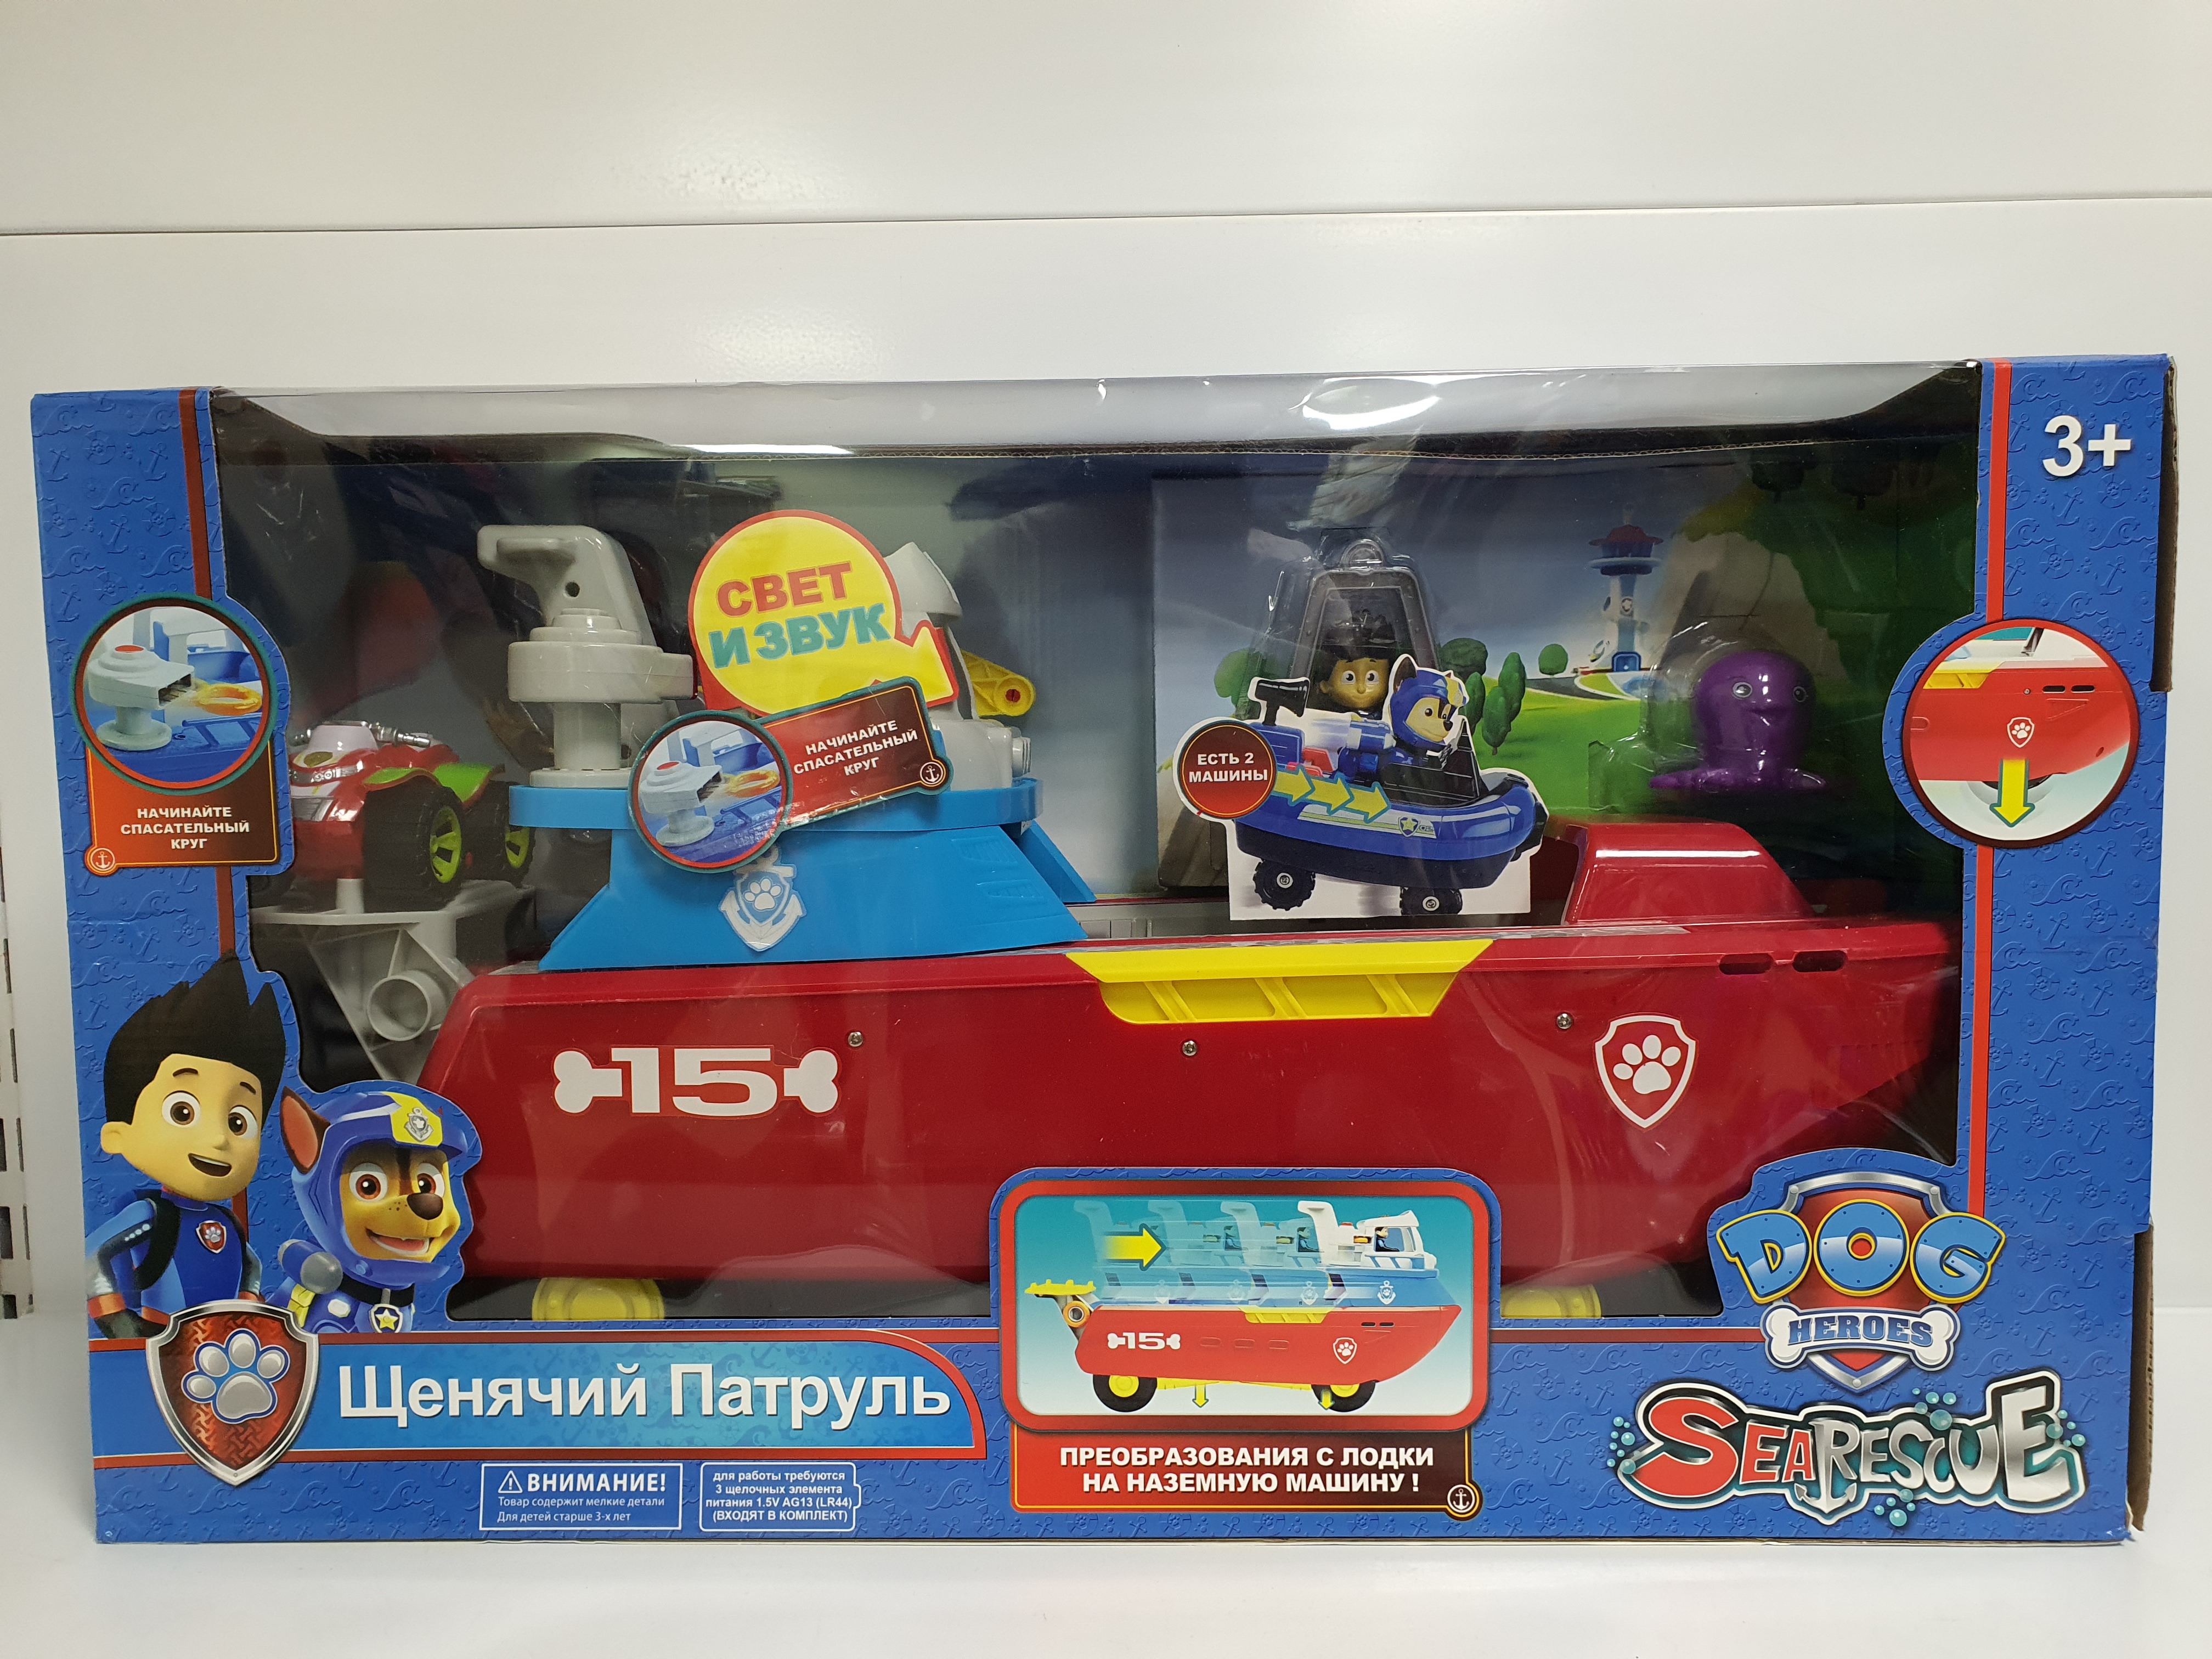 3+
СВЕТ
И ЗВУК
НАЧИНАЙТЕ
СПАСАТЕЛЬНЫЙ
КРУГ
НАЧИНАЙТЕ
СПАСАТЕЛЬНЫЙ
КРУГ
ЕСТЬ 2
МАШИНЫ
15
15
DOG
HEROES
SEARESCUE
Щенячий Патруль
ПРЕОБРАЗОВАНИЯ С ЛОДКИ
НА НАЗЕМНУЮ МАШИНУ !
ВНИМАНИЕ!
Товар содержит мелкие детали
Для детей старше 3-х лет
для работы требуются
3 щелочных элемента
питания 1.5V AG13 (LR44)
(ВХОДЯТ В КОМПЛЕКТ)